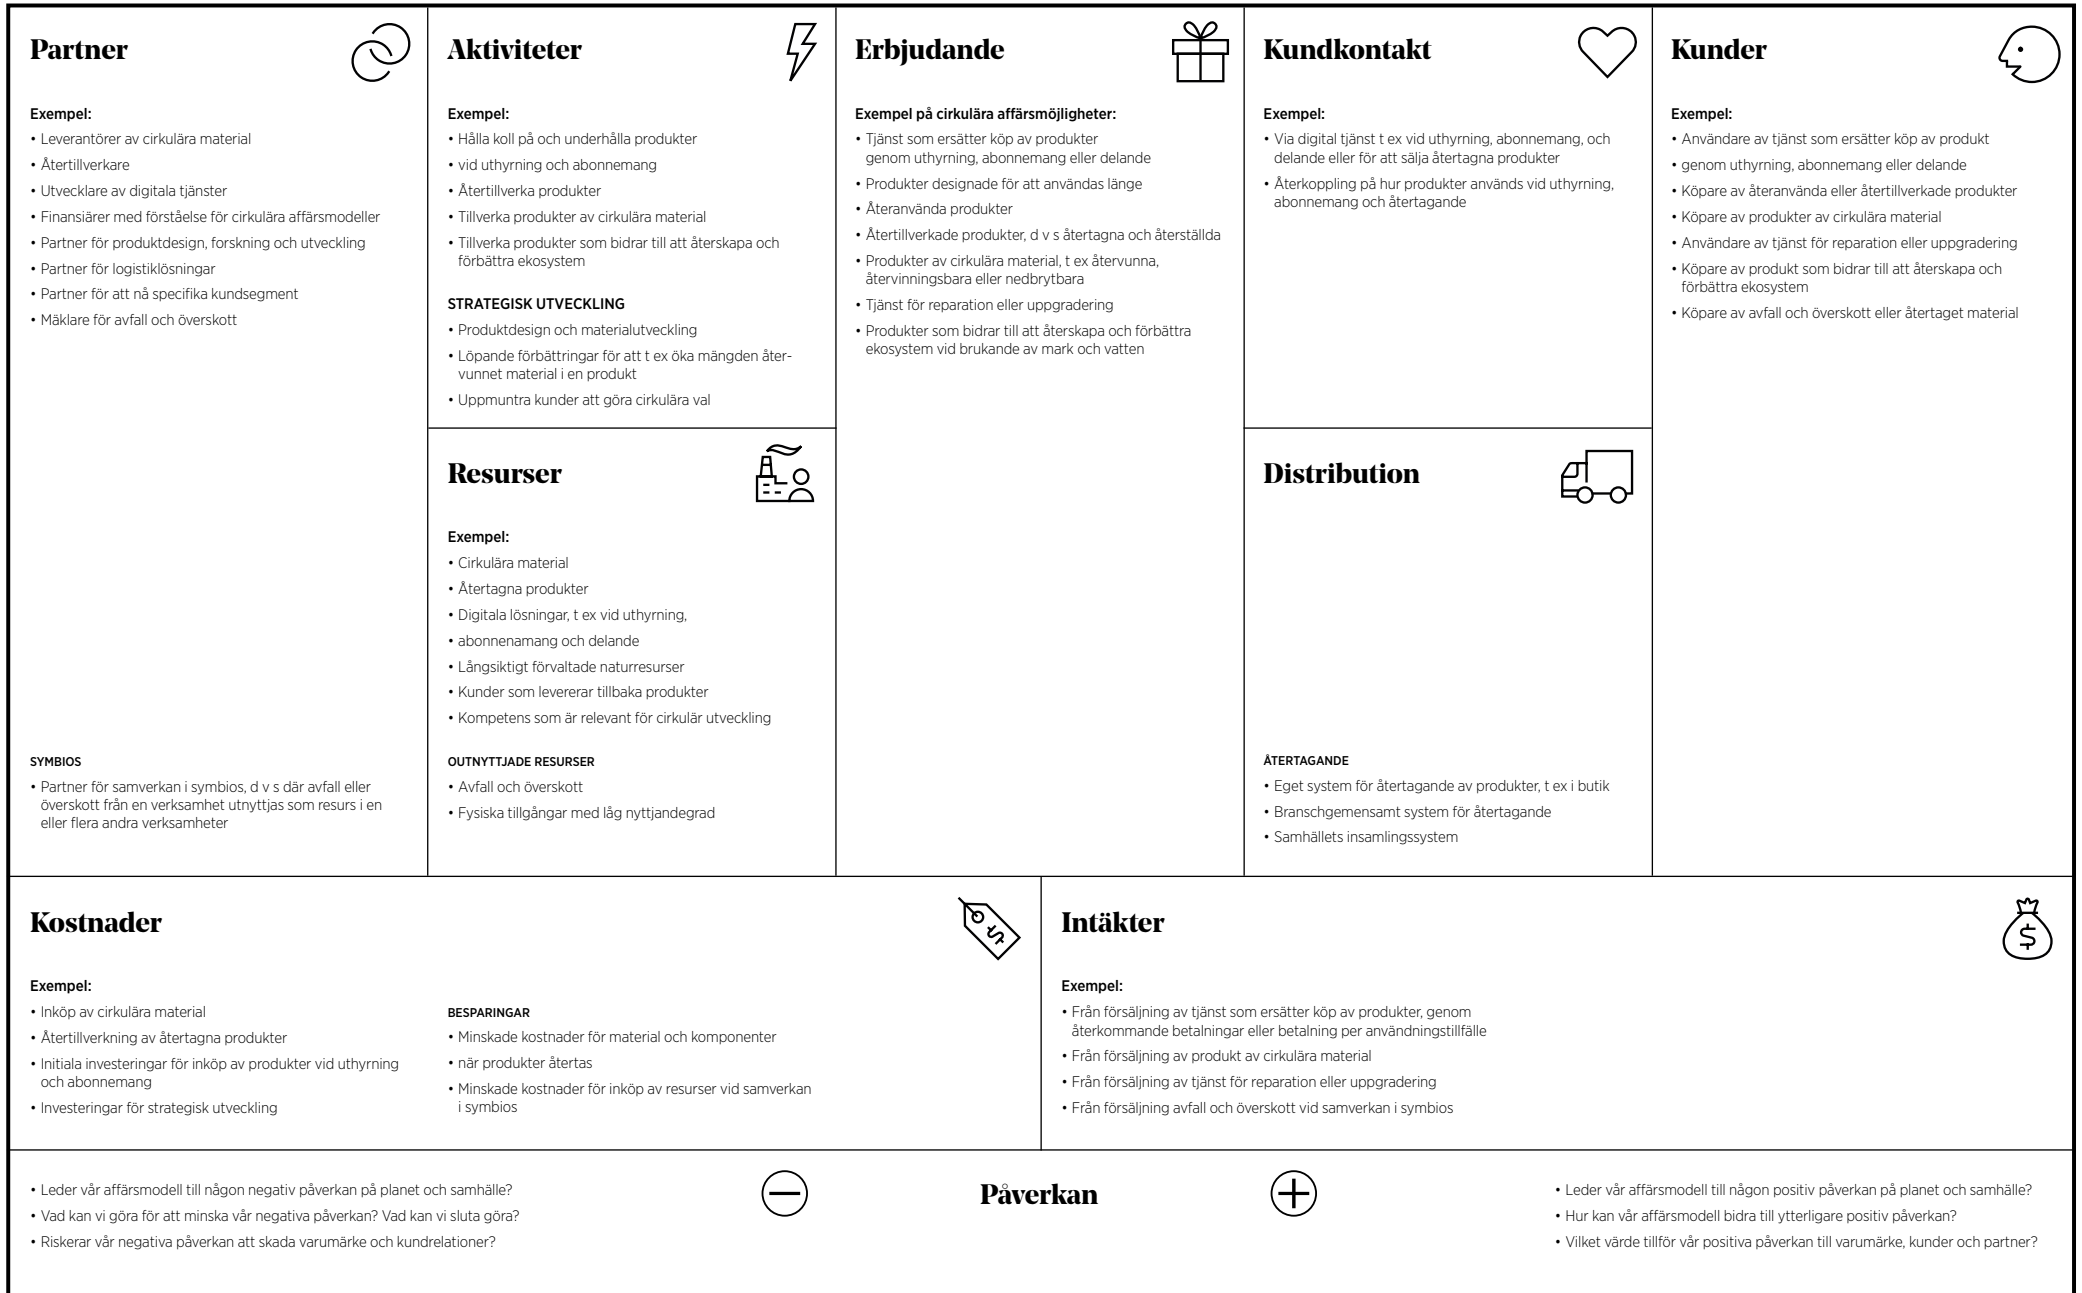 Partner
Exempel:
• Leverantörer av cirkulära material
• Återtillverkare
• Utvecklare av digitala tjänster
• Finansiärer med förståelse för cirkulära affärsmodeller
• Partner för produktdesign, forskning och utveckling
• Partner för logistiklösningar
• Partner för att nå specifika kundsegment
• Mäklare för avfall och överskott
SYMBIOS
• Partner för samverkan i symbios, d v s där avfall eller
överskott från en verksamhet utnyttjas som resurs i en
eller flera andra verksamheter
Aktiviteter
Exempel:
• Hålla koll på och underhålla produkter
• vid uthyrning och abonnemang
• Återtillverka produkter
• Tillverka produkter av cirkulära material
• Tillverka produkter som bidrar till att återskapa och
förbättra ekosystem
STRATEGISK UTVECKLING
• Produktdesign och materialutveckling
• Löpande förbättringar för att t ex öka mängden åter-
vunnet material i en produkt
• Uppmuntra kunder att göra cirkulära val
Resurser
Exempel:
• Cirkulära material
• Återtagna produkter
• Digitala lösningar, t ex vid uthyrning,
• abonnenamang och delande
• Långsiktigt förvaltade naturresurser
• Kunder som levererar tillbaka produkter
• Kompetens som är relevant för cirkulär utveckling
OUTNYTTJADE RESURSER
• Avfall och överskott
• Fysiska tillgångar med låg nyttjandegrad
Erbjudande
Exempel på cirkulära affärsmöjligheter:
• Tjänst som ersätter köp av produkter
genom uthyrning, abonnemang eller delande
• Produkter designade för att användas länge
• Återanvända produkter
• Återtillverkade produkter, d v s återtagna och återställda
• Produkter av cirkulära material, t ex återvunna,
återvinningsbara eller nedbrytbara
• Tjänst för reparation eller uppgradering
• Produkter som bidrar till att återskapa och förbättra
ekosystem vid brukande av mark och vatten
Kundkontakt
Exempel:
• Via digital tjänst t ex vid uthyrning, abonnemang, och
delande eller för att sälja återtagna produkter
• Återkoppling på hur produkter används vid uthyrning,
abonnemang och återtagande
Distribution
ÅTERTAGANDE
• Eget system för återtagande av produkter, t ex i butik
• Branschgemensamt system för återtagande
• Samhällets insamlingssystem
Kunder
Exempel:
• Användare av tjänst som ersätter köp av produkt
• genom uthyrning, abonnemang eller delande
• Köpare av återanvända eller återtillverkade produkter
• Köpare av produkter av cirkulära material
• Användare av tjänst för reparation eller uppgradering
• Köpare av produkt som bidrar till att återskapa och
förbättra ekosystem
• Köpare av avfall och överskott eller återtaget material
Kostnader
Exempel:
• Inköp av cirkulära material
• Återtillverkning av återtagna produkter
• Initiala investeringar för inköp av produkter vid uthyrning
och abonnemang
• Investeringar för strategisk utveckling
BESPARINGAR
• Minskade kostnader för material och komponenter
• när produkter återtas
• Minskade kostnader för inköp av resurser vid samverkan
i symbios
$
Intäkter
Exempel:
• Från försäljning av tjänst som ersätter köp av produkter, genom
återkommande betalningar eller betalning per användningstillfälle
• Från försäljning av produkt av cirkulära material
• Från försäljning av tjänst för reparation eller uppgradering
• Från försäljning avfall och överskott vid samverkan i symbios
$
• Leder vår affärsmodell till någon negativ påverkan på planet och samhälle?
• Vad kan vi göra för att minska vår negativa påverkan? Vad kan vi sluta göra?
• Riskerar vår negativa påverkan att skada varumärke och kundrelationer?
Påverkan
• Leder vår affärsmodell till någon positiv påverkan på planet och samhälle?
• Hur kan vår affärsmodell bidra till ytterligare positiv påverkan?
• Vilket värde tillför vår positiva påverkan till varumärke, kunder och partner?